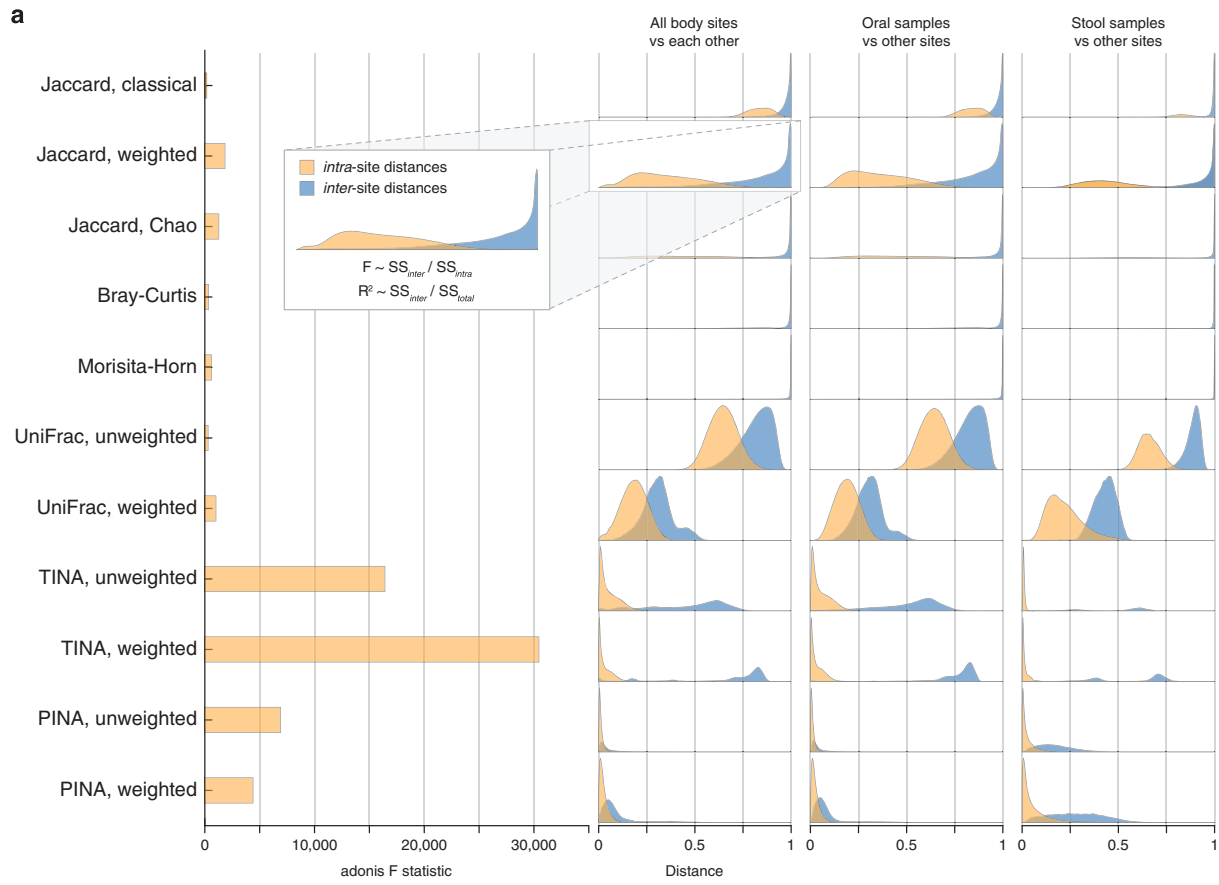 a
All body sites
vs each other
Oral samples
vs other sites
Stool samples
vs other sites
Jaccard, classical
Jaccard, weighted
Jaccard, Chao
Bray-Curtis
Morisita-Horn
UniFrac, unweighted
UniFrac, weighted
TINA, unweighted
TINA, weighted
PINA, unweighted
PINA, weighted
intra-site distances
inter-site distances
F ~ SSinter / SSintra
R² ~ SSinter / SStotal
0 10,000 20,000 30,000
0 0.5 1
0 0.5 1
0 0.5 1
adonis F statistic
Distance